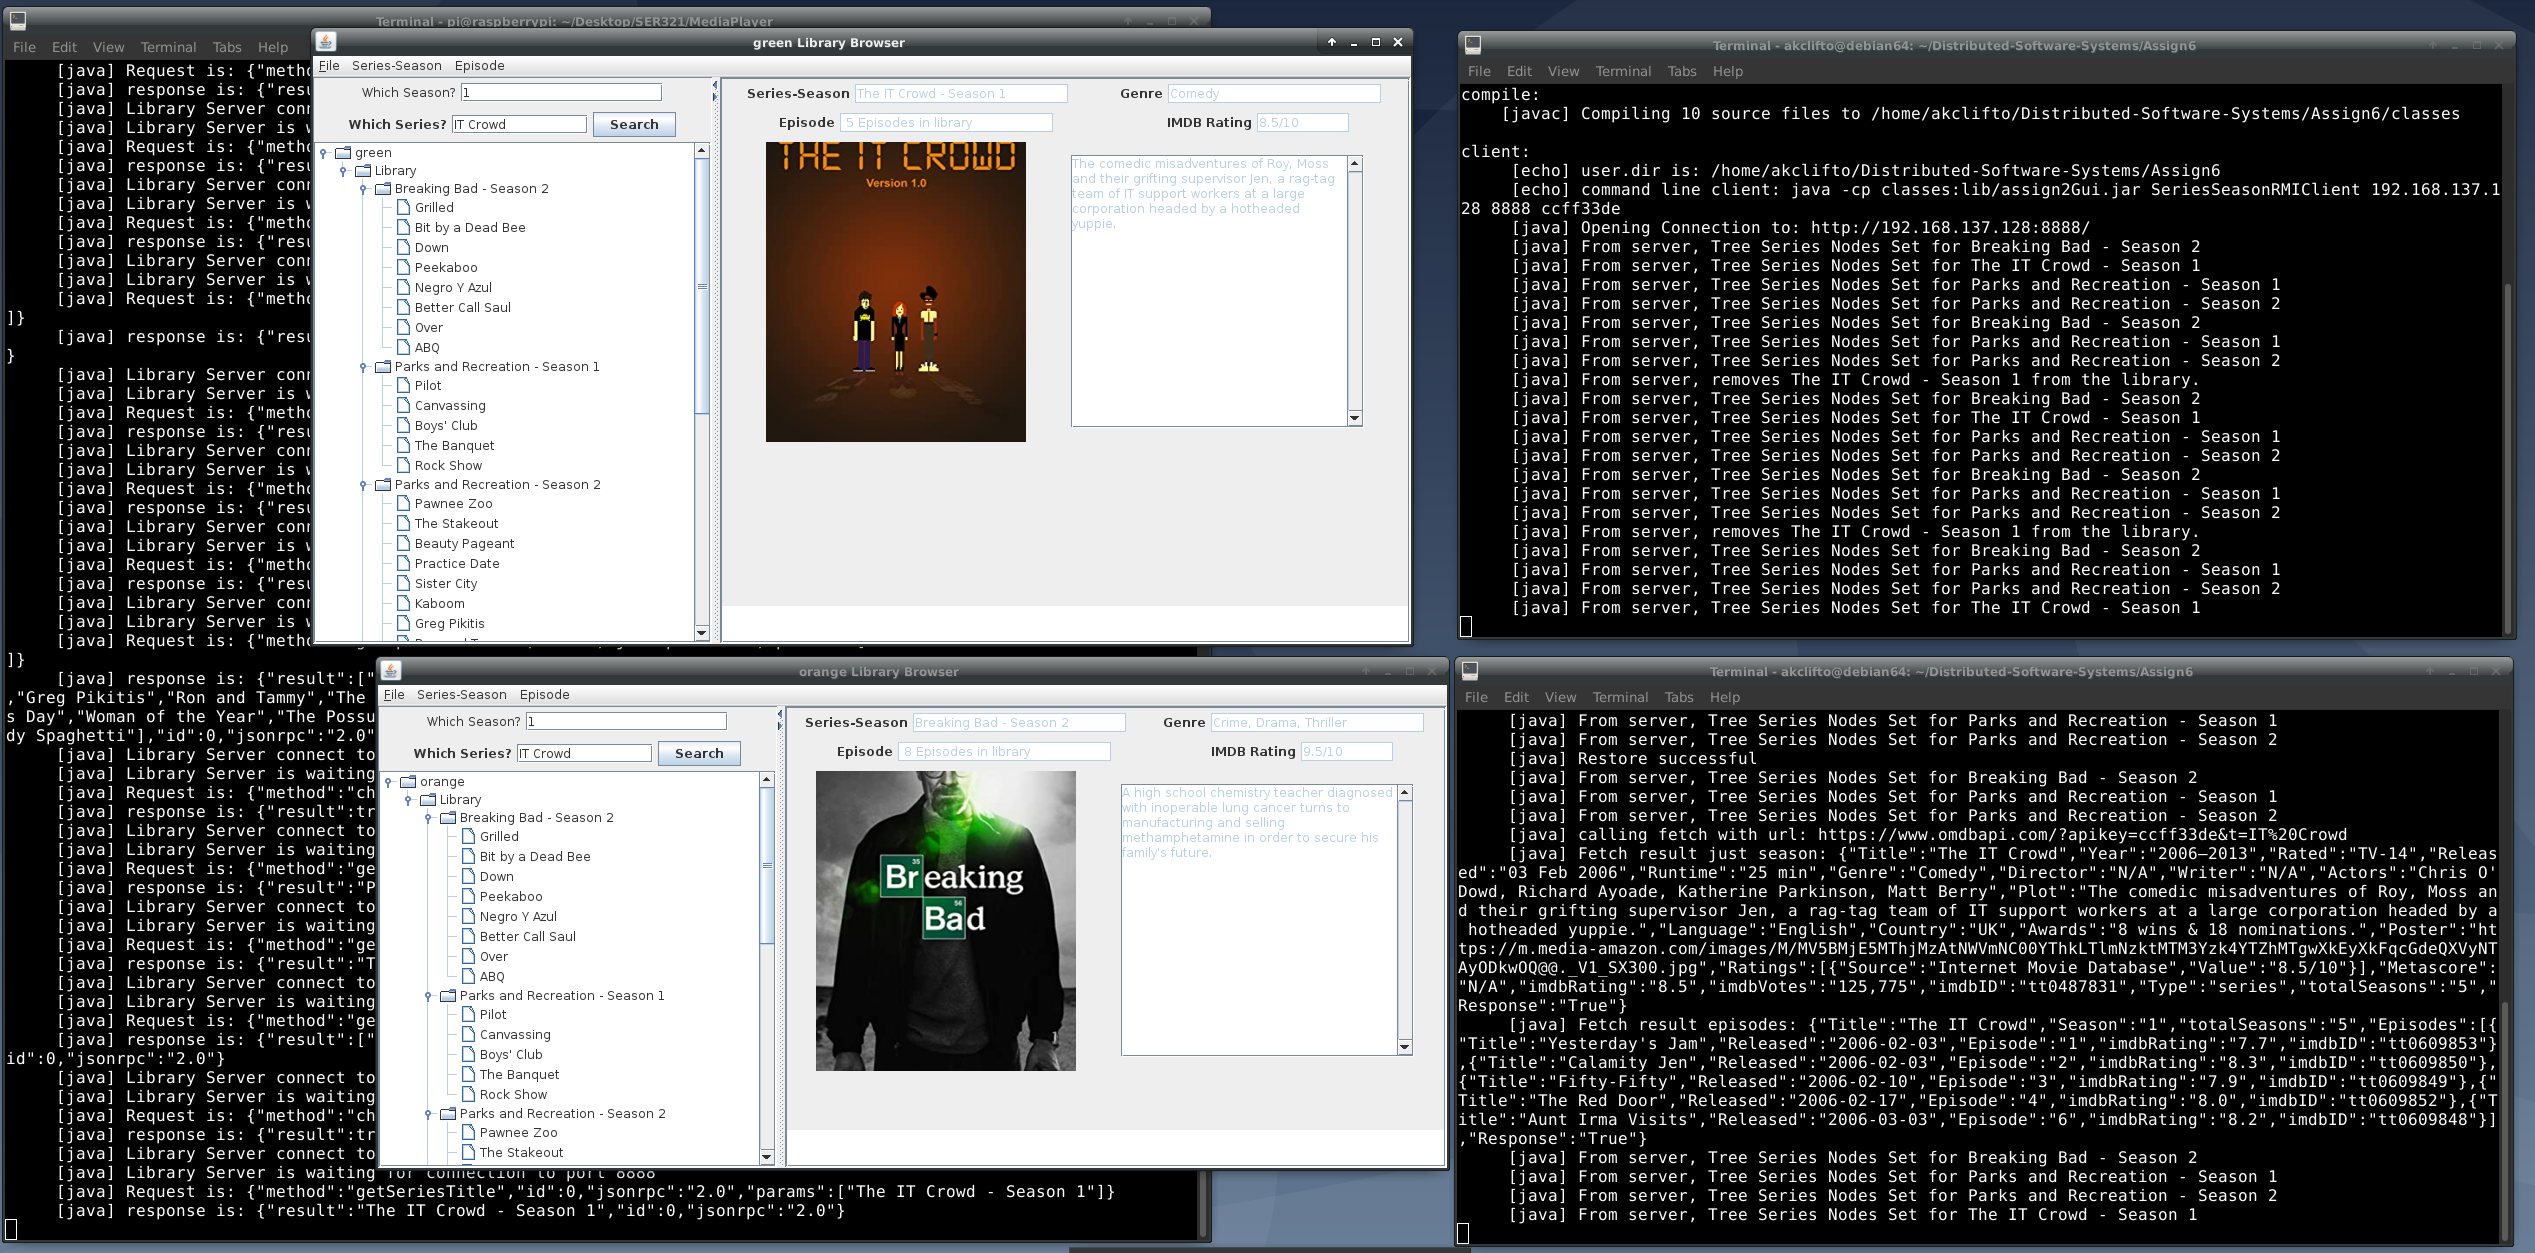 Terminal - pi@raspberrypi: ~/Desktop/SER321/MediaPlayer
File Edit View Terminal Tabs Help
[java] Request is: {"metho
[java] response is: {"resu
[java] Library Server conn
[java] Library Server is w
[java] Request is: {"metho
[java] response is: {"resu
[java] Library Server conn
[java] Library Server is w
[java] Request is: {"metho
[java] response is: {"resu
[java] Library Server conn
[java] Library Server is w
[java] Request is: {"metho
]}
[java] response is: {"resu
}
[java] Library Server conn
[java] Library Server is w
[java] Request is: {"metho
[java] response is: {"resu
[java] Library Server conn
[java] Library Server is w
[java] Request is: {"metho
[java] response is: {"resu
[java] Library Server conn
[java] Library Server is w
[java] Request is: {"metho
[java] response is: {"resu
[java] Library Server conn
[java] Library Server is w
[java] Request is: {"metho
]}
[java] response is: {"result":["
,"Greg Pikitis","Ron and Tammy","The
s Day","Woman of the Year","The Possu
dy Spaghetti"],"id":0,"jsonrpc":"2.0"
[java] Library Server connect to
[java] Library Server is waiting
[java] Request is: {"method":"ch
[java] response is: {"result":tr
[java] Library Server connect to
[java] Library Server is waiting
[java] Request is: {"method":"ge
[java] response is: {"result":"P
[java] Library Server connect to
[java] Library Server is waiting
[java] Request is: {"method":"ge
[java] response is: {"result":"T
[java] Library Server connect to
[java] Library Server is waiting
[java] Request is: {"method":"ge
[java] response is: {"result":["
id":0,"jsonrpc":"2.0"}
[java] Library Server connect to
[java] Library Server is waiting
[java] Request is: {"method":"ch
[java] response is: {"result":tr
[java] Library Server connect to
[java] Library Server is waiting for connection to port 8888
[java] Request is: {"method":"getSeriesTitle","id":0,"jsonrpc":"2.0","params":["The IT Crowd - Season 1"]}
[java] response is: {"result":"The IT Crowd - Season 1","id":0,"jsonrpc":"2.0"}
green Library Browser
File Series-Season Episode
Which Season? 1
Which Series? IT Crowd Search
green
Library
Breaking Bad - Season 2
Grilled
Bit by a Dead Bee
Down
Peekaboo
Negro Y Azul
Better Call Saul
Over
ABQ
Parks and Recreation - Season 1
Pilot
Canvassing
Boys' Club
The Banquet
Rock Show
Parks and Recreation - Season 2
Pawnee Zoo
The Stakeout
Beauty Pageant
Practice Date
Sister City
Kaboom
Greg Pikitis
Series-Season The IT Crowd - Season 1 Genre Comedy
Episode 5 Episodes in library IMDB Rating 8.5/10
THE IT CROWD
Version 1.0
The comedic misadventures of Roy, Moss
and their grifting supervisor Jen, a rag-tag
team of IT support workers at a large
corporation headed by a hotheaded
yuppie.
orange Library Browser
File Series-Season Episode
Which Season? 1
Which Series? IT Crowd Search
orange
Library
Breaking Bad - Season 2
Grilled
Bit by a Dead Bee
Down
Peekaboo
Negro Y Azul
Better Call Saul
Over
ABQ
Parks and Recreation - Season 1
Pilot
Canvassing
Boys' Club
The Banquet
Rock Show
Parks and Recreation - Season 2
Pawnee Zoo
The Stakeout
Series-Season Breaking Bad - Season 2 Genre Crime, Drama, Thriller
Episode 8 Episodes in library IMDB Rating 9.5/10
35
Breaking
56
Bad
A high school chemistry teacher diagnosed
with inoperable lung cancer turns to
manufacturing and selling
methamphetamine in order to secure his
family's future.
Terminal - akclifto@debian64: ~/Distributed-Software-Systems/Assign6
File Edit View Terminal Tabs Help
compile:
[javac] Compiling 10 source files to /home/akclifto/Distributed-Software-Systems/Assign6/classes
client:
[echo] user.dir is: /home/akclifto/Distributed-Software-Systems/Assign6
[echo] command line client: java -cp classes:lib/assign2Gui.jar SeriesSeasonRMIClient 192.168.137.1
28 8888 ccff33de
[java] Opening Connection to: http://192.168.137.128:8888/
[java] From server, Tree Series Nodes Set for Breaking Bad - Season 2
[java] From server, Tree Series Nodes Set for The IT Crowd - Season 1
[java] From server, Tree Series Nodes Set for Parks and Recreation - Season 1
[java] From server, Tree Series Nodes Set for Parks and Recreation - Season 2
[java] From server, Tree Series Nodes Set for Breaking Bad - Season 2
[java] From server, Tree Series Nodes Set for Parks and Recreation - Season 1
[java] From server, Tree Series Nodes Set for Parks and Recreation - Season 2
[java] From server, removes The IT Crowd - Season 1 from the library.
[java] From server, Tree Series Nodes Set for Breaking Bad - Season 2
[java] From server, Tree Series Nodes Set for The IT Crowd - Season 1
[java] From server, Tree Series Nodes Set for Parks and Recreation - Season 1
[java] From server, Tree Series Nodes Set for Parks and Recreation - Season 2
[java] From server, Tree Series Nodes Set for Breaking Bad - Season 2
[java] From server, Tree Series Nodes Set for Parks and Recreation - Season 1
[java] From server, Tree Series Nodes Set for Parks and Recreation - Season 2
[java] From server, removes The IT Crowd - Season 1 from the library.
[java] From server, Tree Series Nodes Set for Breaking Bad - Season 2
[java] From server, Tree Series Nodes Set for Parks and Recreation - Season 1
[java] From server, Tree Series Nodes Set for Parks and Recreation - Season 2
[java] From server, Tree Series Nodes Set for The IT Crowd - Season 1
Terminal - akclifto@debian64: ~/Distributed-Software-Systems/Assign6
File Edit View Terminal Tabs Help
[java] From server, Tree Series Nodes Set for Parks and Recreation - Season 1
[java] From server, Tree Series Nodes Set for Parks and Recreation - Season 2
[java] Restore successful
[java] From server, Tree Series Nodes Set for Breaking Bad - Season 2
[java] From server, Tree Series Nodes Set for Parks and Recreation - Season 1
[java] From server, Tree Series Nodes Set for Parks and Recreation - Season 2
[java] calling fetch with url: https://www.omdbapi.com/?apikey=ccff33de&t=IT%20Crowd
[java] Fetch result just season: {"Title":"The IT Crowd","Year":"2006–2013","Rated":"TV-14","Releas
ed":"03 Feb 2006","Runtime":"25 min","Genre":"Comedy","Director":"N/A","Writer":"N/A","Actors":"Chris O'
Dowd, Richard Ayoade, Katherine Parkinson, Matt Berry","Plot":"The comedic misadventures of Roy, Moss an
d their grifting supervisor Jen, a rag-tag team of IT support workers at a large corporation headed by a
hotheaded yuppie.","Language":"English","Country":"UK","Awards":"8 wins & 18 nominations.","Poster":"ht
tps://m.media-amazon.com/images/M/MV5BMjE5MThjMzAtNWVmNC00YThkLTlmNzktMTM3Yzk4YTZhMTgwXkEyXkFqcGdeQXVyNT
AyODkwOQ@@._V1_SX300.jpg","Ratings":[{"Source":"Internet Movie Database","Value":"8.5/10"}],"Metascore":
"N/A","imdbRating":"8.5","imdbVotes":"125,775","imdbID":"tt0487831","Type":"series","totalSeasons":"5","
Response":"True"}
[java] Fetch result episodes: {"Title":"The IT Crowd","Season":"1","totalSeasons":"5","Episodes":[{
"Title":"Yesterday's Jam","Released":"2006-02-03","Episode":"1","imdbRating":"7.7","imdbID":"tt0609853"}
,{"Title":"Calamity Jen","Released":"2006-02-03","Episode":"2","imdbRating":"8.3","imdbID":"tt0609850"},
{"Title":"Fifty-Fifty","Released":"2006-02-10","Episode":"3","imdbRating":"7.9","imdbID":"tt0609849"},{"
Title":"The Red Door","Released":"2006-02-17","Episode":"4","imdbRating":"8.0","imdbID":"tt0609852"},{"T
itle":"Aunt Irma Visits","Released":"2006-03-03","Episode":"6","imdbRating":"8.2","imdbID":"tt0609848"}]
,"Response":"True"}
[java] From server, Tree Series Nodes Set for Breaking Bad - Season 2
[java] From server, Tree Series Nodes Set for Parks and Recreation - Season 1
[java] From server, Tree Series Nodes Set for Parks and Recreation - Season 2
[java] From server, Tree Series Nodes Set for The IT Crowd - Season 1